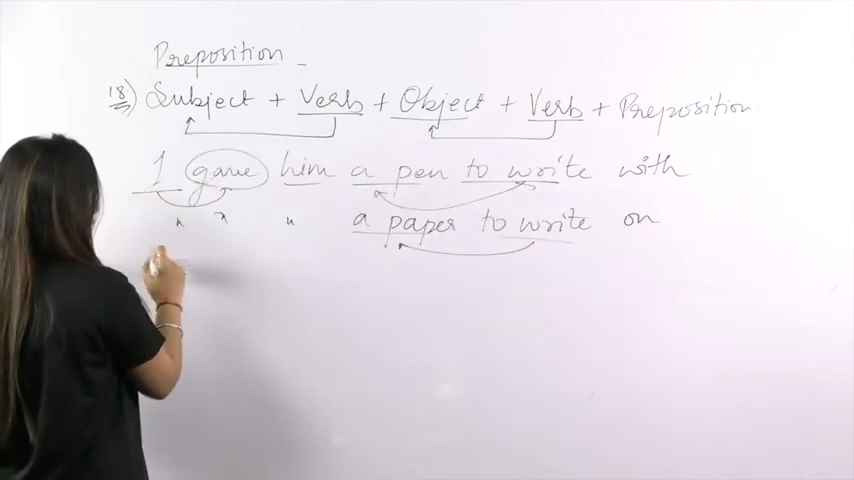 Preposition -
18) Subject + Verb + Object + Verb + Preposition.
I gave him a pen to write with
" " " a paper to write on